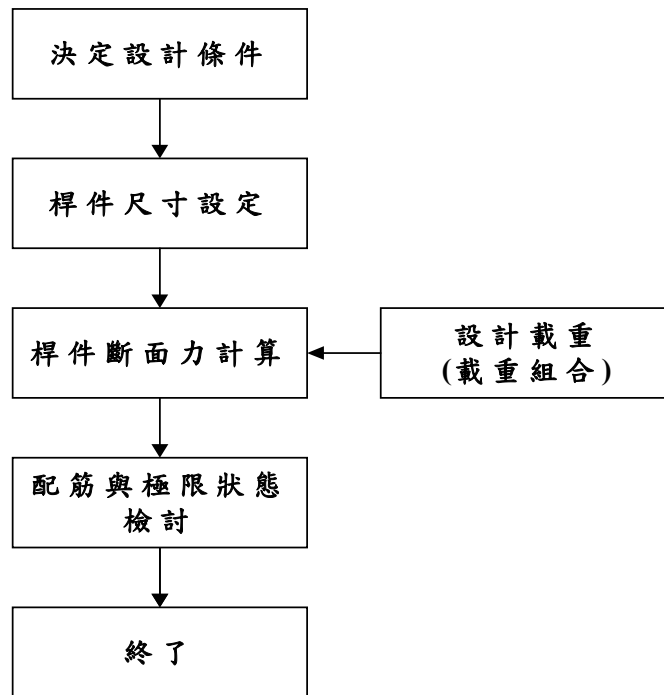 決定設計條件
桿件尺寸設定
桿件斷面力計算
設計載重
(載重組合)
配筋與極限狀態
檢討
終了